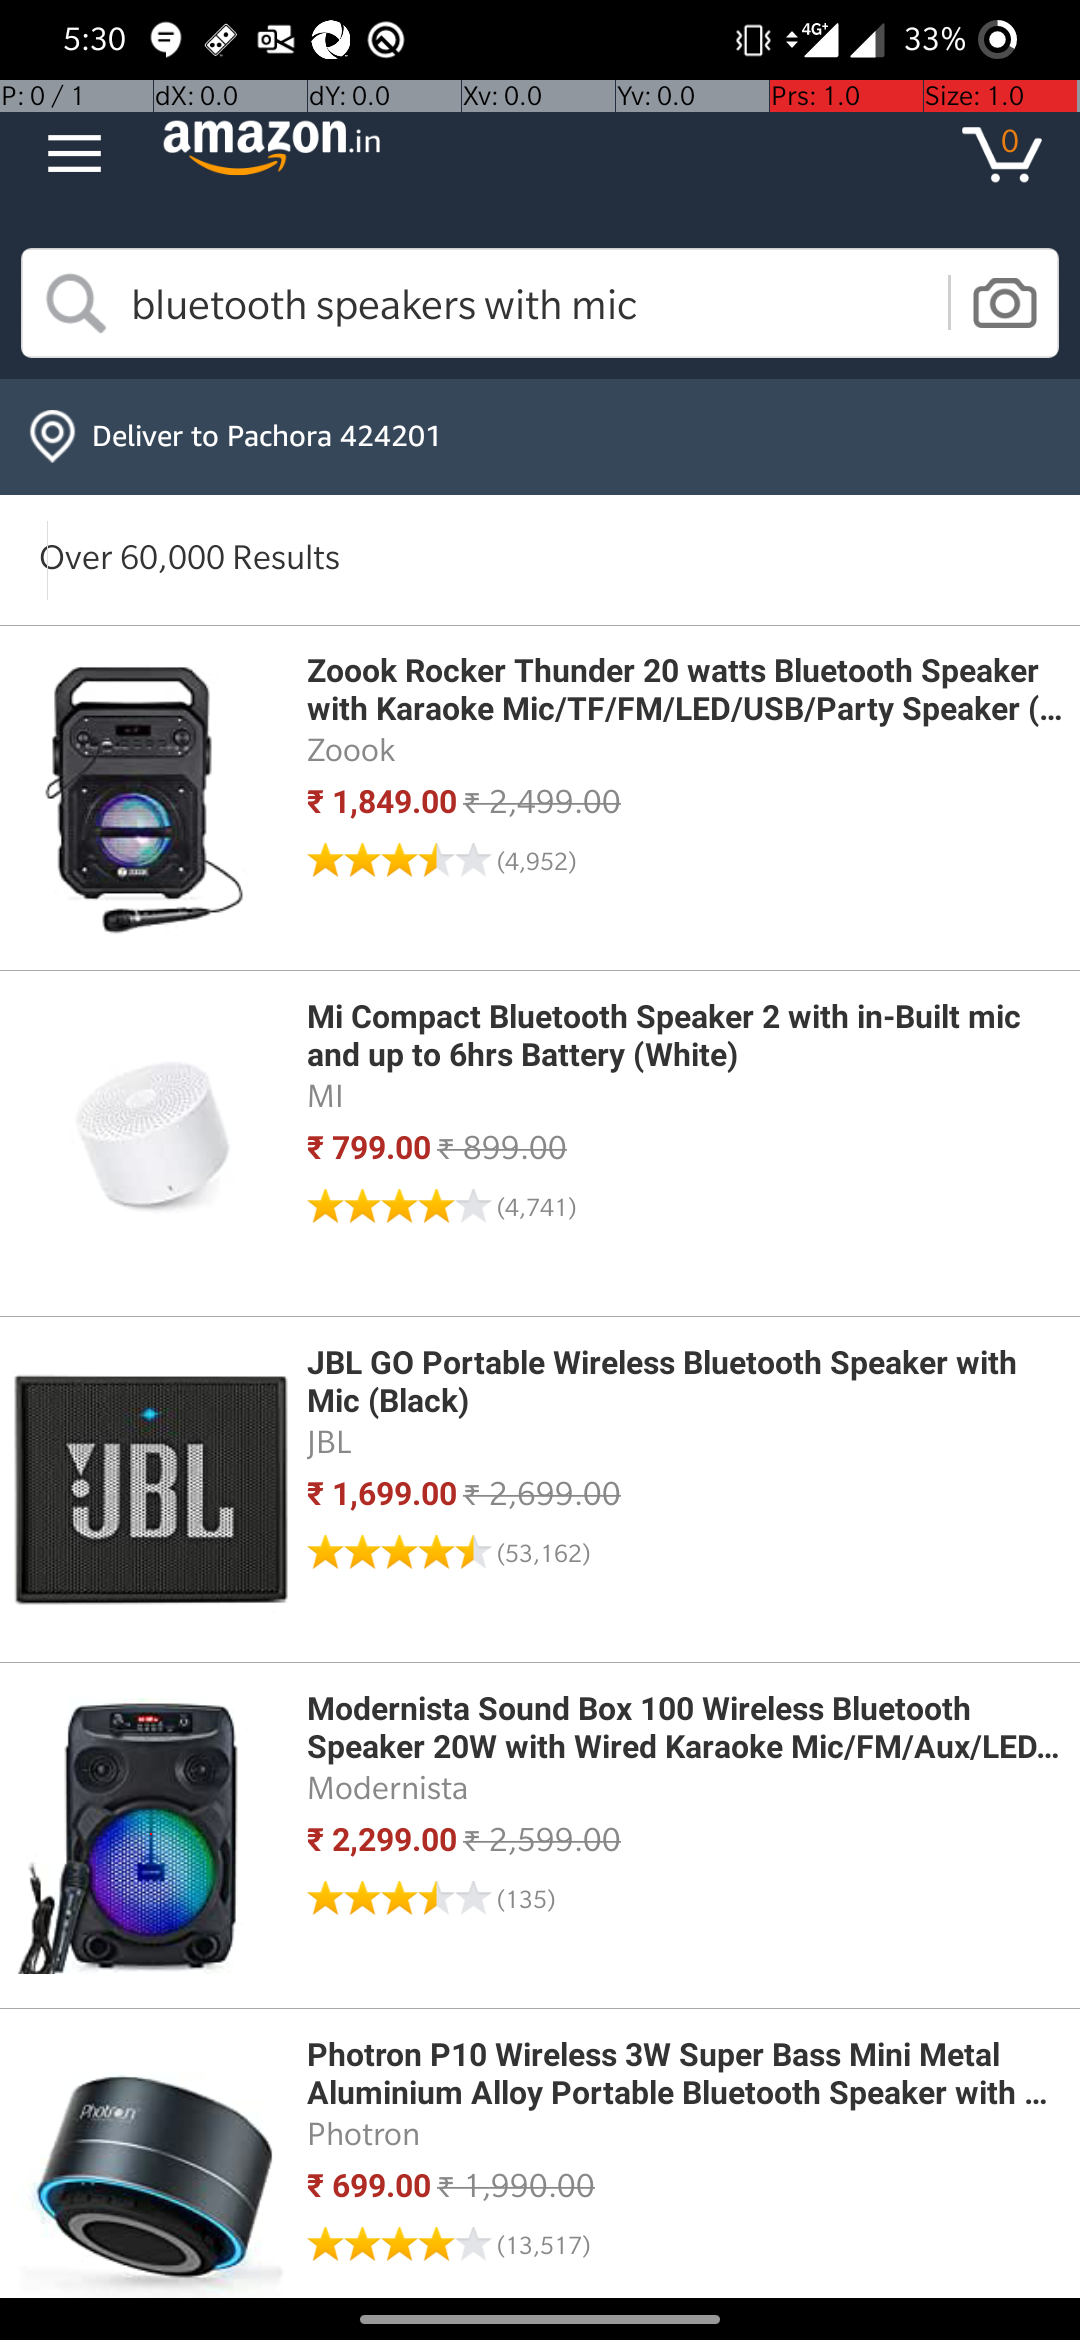 5:30
4G+
33%
P: 0 / 1
dX: 0.0
dY: 0.0
Xv: 0.0
Yv: 0.0
Prs: 1.0
Size: 1.0
amazon.in
0
bluetooth speakers with mic
Deliver to Pachora 424201
Over 60,000 Results
Zoook Rocker Thunder 20 watts Bluetooth Speaker
with Karaoke Mic/TF/FM/LED/USB/Party Speaker (...
Zoook
₹ 1,849.00 ₹ 2,499.00
(4,952)
Mi Compact Bluetooth Speaker 2 with in-Built mic
and up to 6hrs Battery (White)
MI
₹ 799.00 ₹ 899.00
(4,741)
JBL
JBL GO Portable Wireless Bluetooth Speaker with
Mic (Black)
JBL
₹ 1,699.00 ₹ 2,699.00
(53,162)
Modernista Sound Box 100 Wireless Bluetooth
Speaker 20W with Wired Karaoke Mic/FM/Aux/LED...
Modernista
₹ 2,299.00 ₹ 2,599.00
(135)
Photron
Photron P10 Wireless 3W Super Bass Mini Metal
Aluminium Alloy Portable Bluetooth Speaker with ...
Photron
₹ 699.00 ₹ 1,990.00
(13,517)